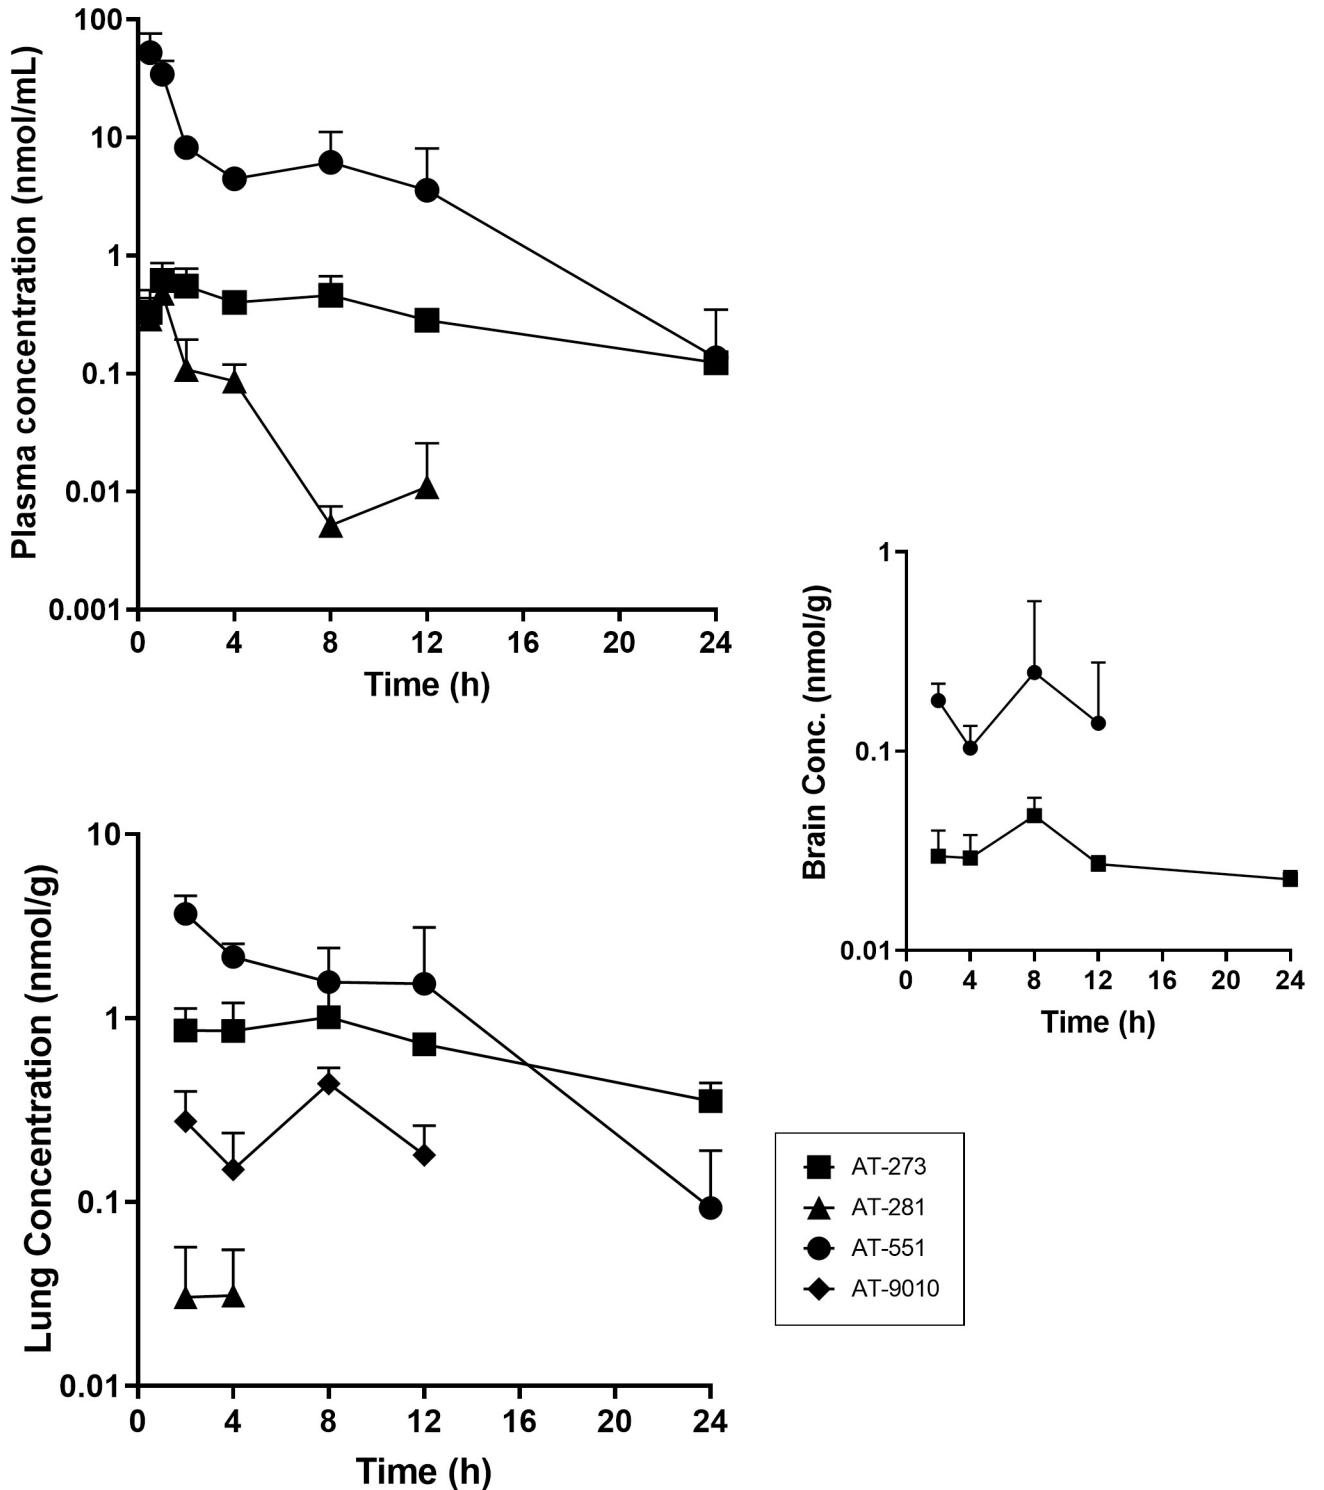 Plasma concentration (nmol/mL)
100
10
1
0.1
0.01
0.001
0 4 8 12 16 20 24
Time (h)
Brain Conc. (nmol/g)
1
0.1
0.01
0 4 8 12 16 20 24
Time (h)
Lung Concentration (nmol/g)
10
1
0.1
0.01
0 4 8 12 16 20 24
Time (h)
AT-273
AT-281
AT-551
AT-9010